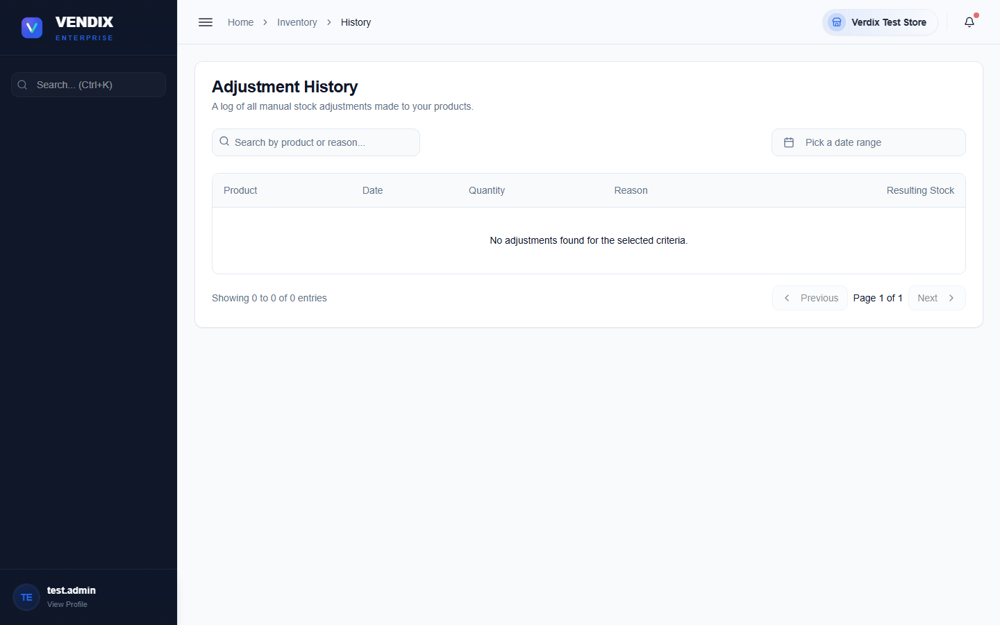 VENDIX
ENTERPRISE
Search... (Ctrl+K)
test.admin
TE
View Profile
Home
Inventory
History
Verdix Test Store
Adjustment History
A log of all manual stock adjustments made to your products.
Search by product or reason...
Pick a date range
Product
Date
Quantity
Reason
Resulting Stock
No adjustments found for the selected criteria.
Showing 0 to 0 of 0 entries
Previous
Page 1 of 1
Next